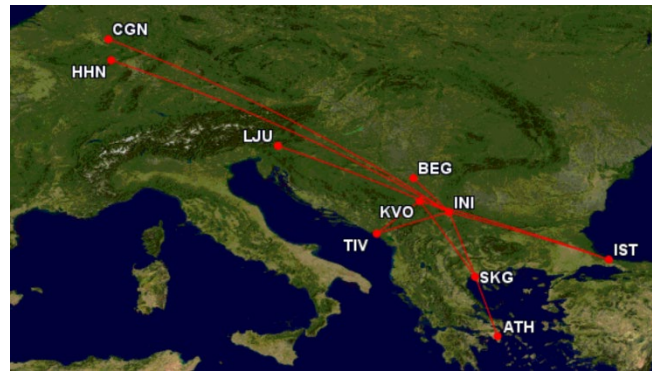 CGN
HHN
LJU
BEG
KVO
INI
TIV
IST
SKG
ATH